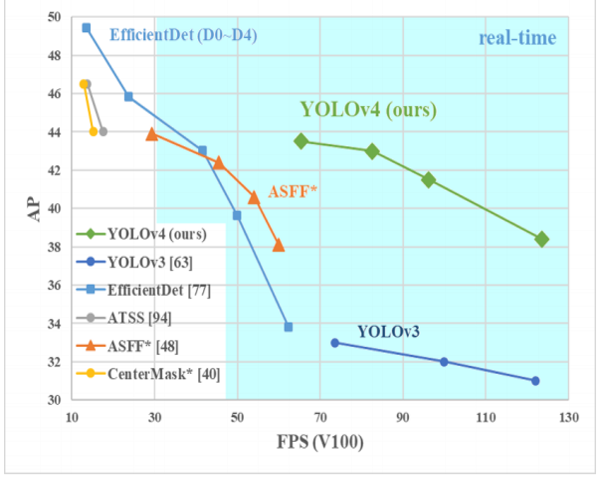 50
48
46
44
42
40
38
36
34
32
30
AP
EfficientDet (D0~D4)
real-time
YOLOv4 (ours)
ASFF*
YOLOv4 (ours)
YOLOv3 [63]
EfficientDet [77]
ATSS [94]
ASFF* [48]
CenterMask* [40]
YOLOv3
10 30 50 70 90 110 130
FPS (V100)